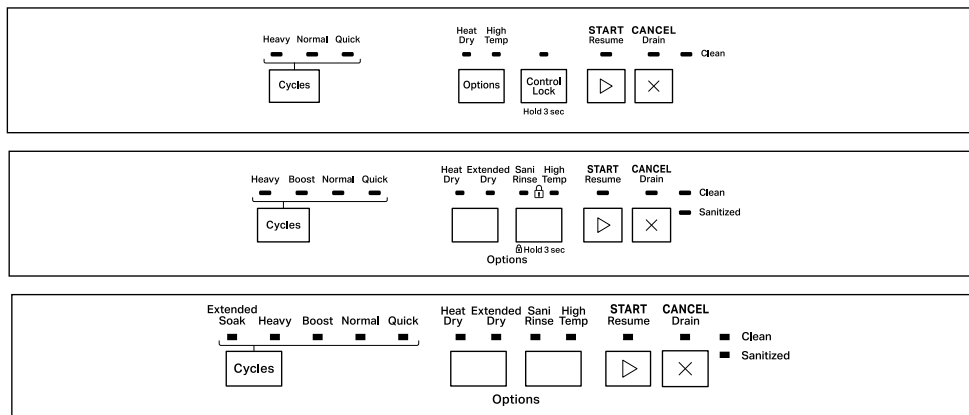 Heat High START CANCEL
Heavy Normal Quick Dry Temp Resume Drain Clean
Cycles Options Control Lock
Hold 3 sec
Heat Extended Sani High START CANCEL
Heavy Boost Normal Quick Dry Dry Rinse Temp Resume Drain Clean
Sanitized
Cycles
Hold 3 sec
Options
Extended Heat Extended Sani High START CANCEL
Soak Heavy Boost Normal Quick Dry Dry Rinse Temp Resume Drain
Clean
Sanitized
Cycles
Options